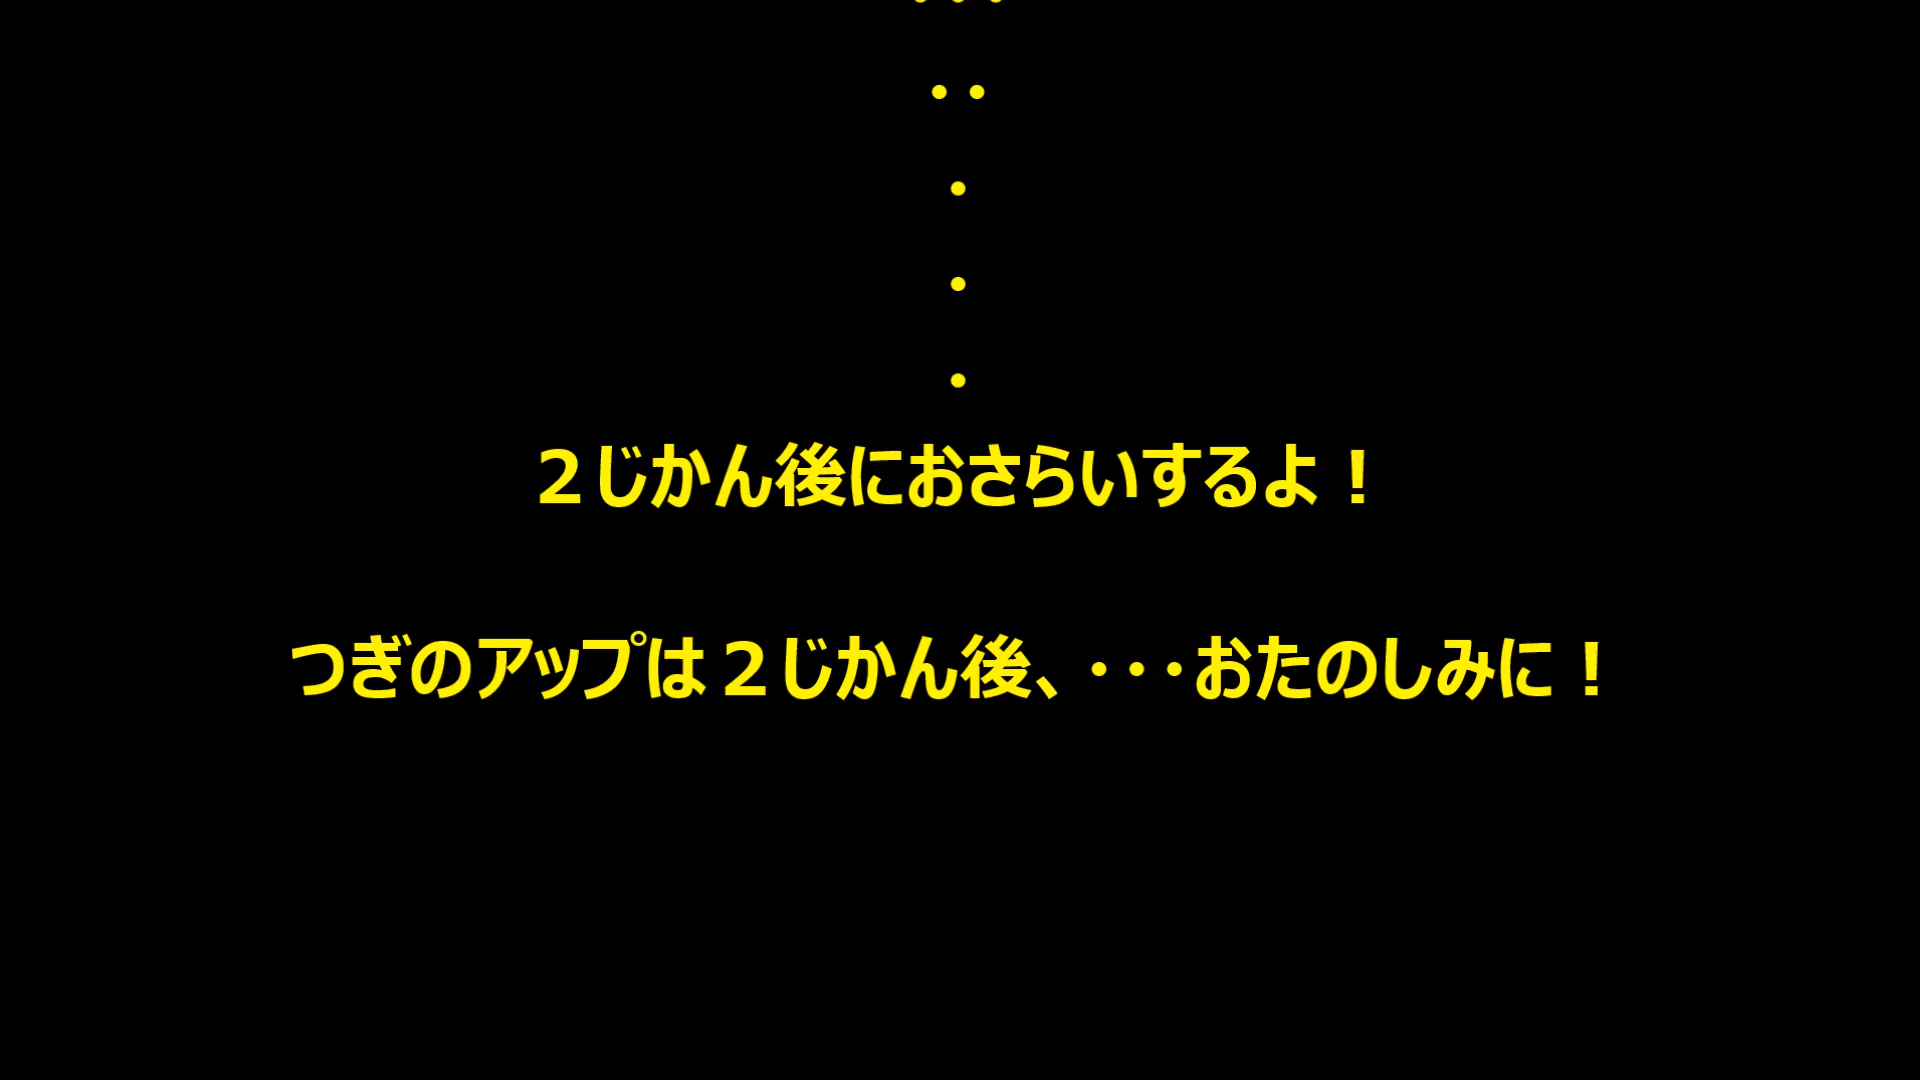 ・・・
・・
・
・
・
２じかん後におさらいするよ！
つぎのアップは２じかん後、・・・おたのしみに！